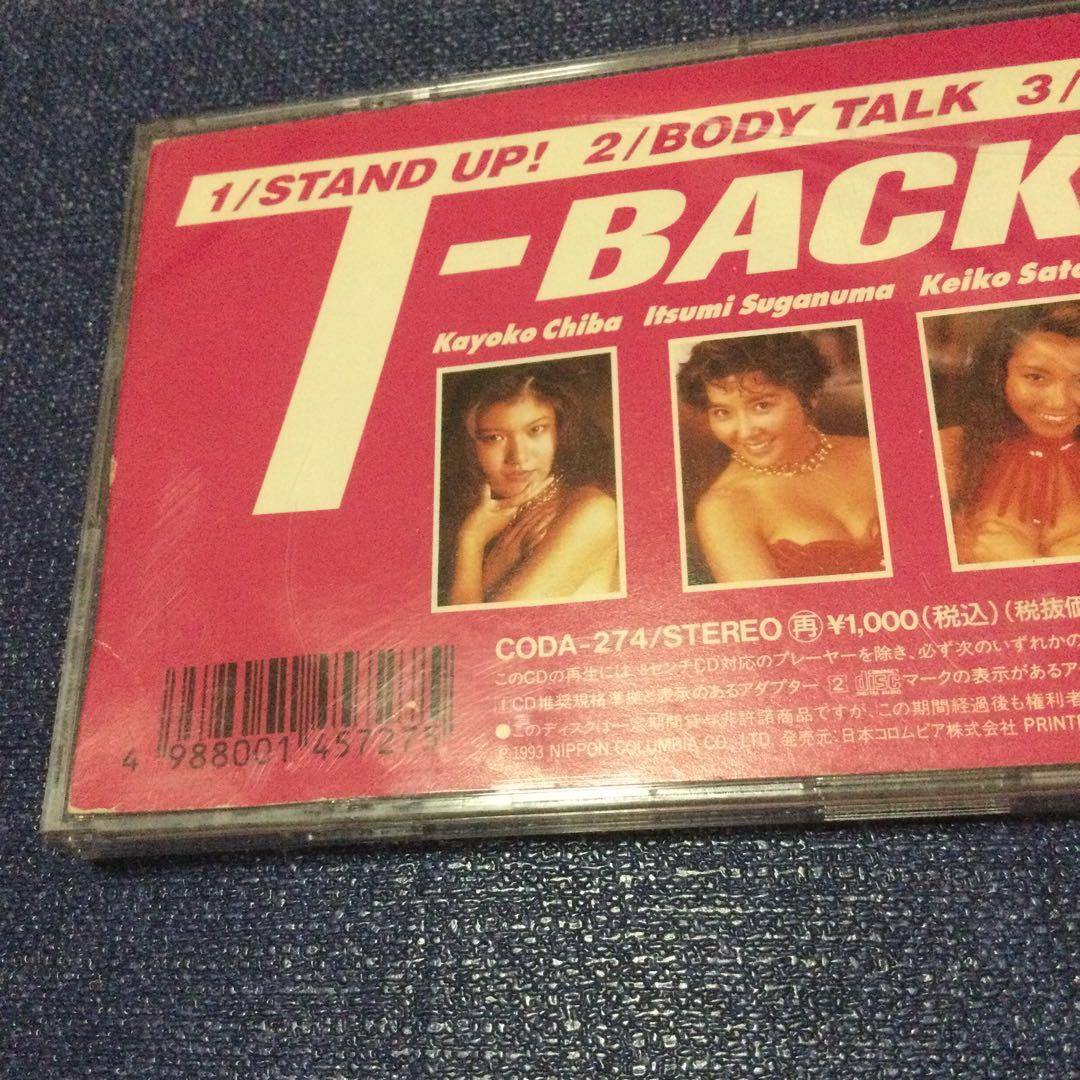 1/STAND UP! 2/BODY TALK 3/
T-BACK
Kayoko Chiba Itsumi Suganuma Keiko Sato
CODA-274/STEREO 再 ¥1,000(税込)(税抜価
このCDの再生には、8センチCD対応のプレーヤーを除き、必ず次のいずれかの
1 CD推奨規格準拠と表示のあるアダプター 2 disc マークの表示があるア
●このディスクは一定期間貸与非許諾商品ですが、この期間経過後も権利者
℗1993 NIPPON COLUMBIA CO., LTD. 発売元:日本コロムビア株式会社 PRINTE
4 988001 457275